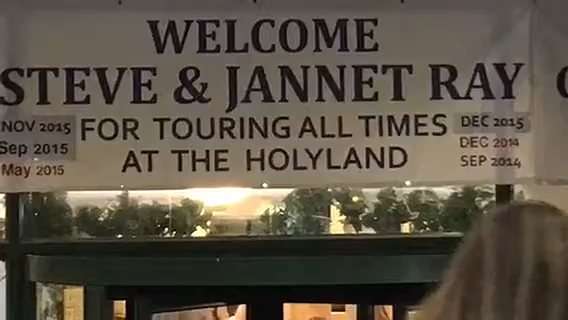 WELCOME
STEVE & JANNET RAY
NOV 2015 FOR TOURING ALL TIMES DEC 2015
Sep 2015 AT THE HOLYLAND DEC 2014
May 2015 SEP 2014